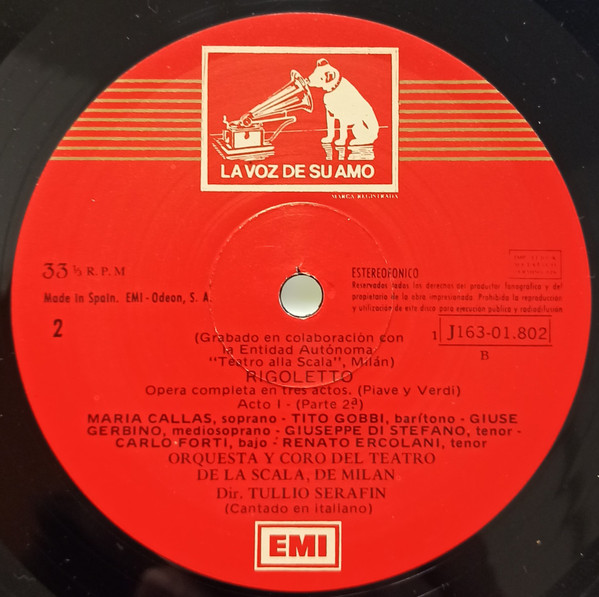 LA VOZ DE SU AMO
MARCA REGISTRADA
33 ⅓ R. P. M
Made in Spain. EMI - Odeon, S. A.
2
ESTEREOFONICO
Reservados todos los derechos del productor fonográfico y del
propietario de la obra impresionada. Prohibida la reproducción
y utilización de este disco para ejecución pública y radiodifusión
1 J163-01.802
B
(Grabado en colaboración con
la Entidad Autónoma
"Teatro alla Scala", Milán)
RIGOLETTO
Opera completa en tres actos. (Piave y Verdi)
Acto I - (Parte 2ª)
MARIA CALLAS, soprano - TITO GOBBI, barítono - GIUSE
GERBINO, mediosoprano - GIUSEPPE DI STEFANO, tenor -
CARLO FORTI, bajo - RENATO ERCOLANI, tenor
ORQUESTA Y CORO DEL TEATRO
DE LA SCALA, DE MILAN
Dir. TULLIO SERAFIN
(Cantado en italiano)
EMI